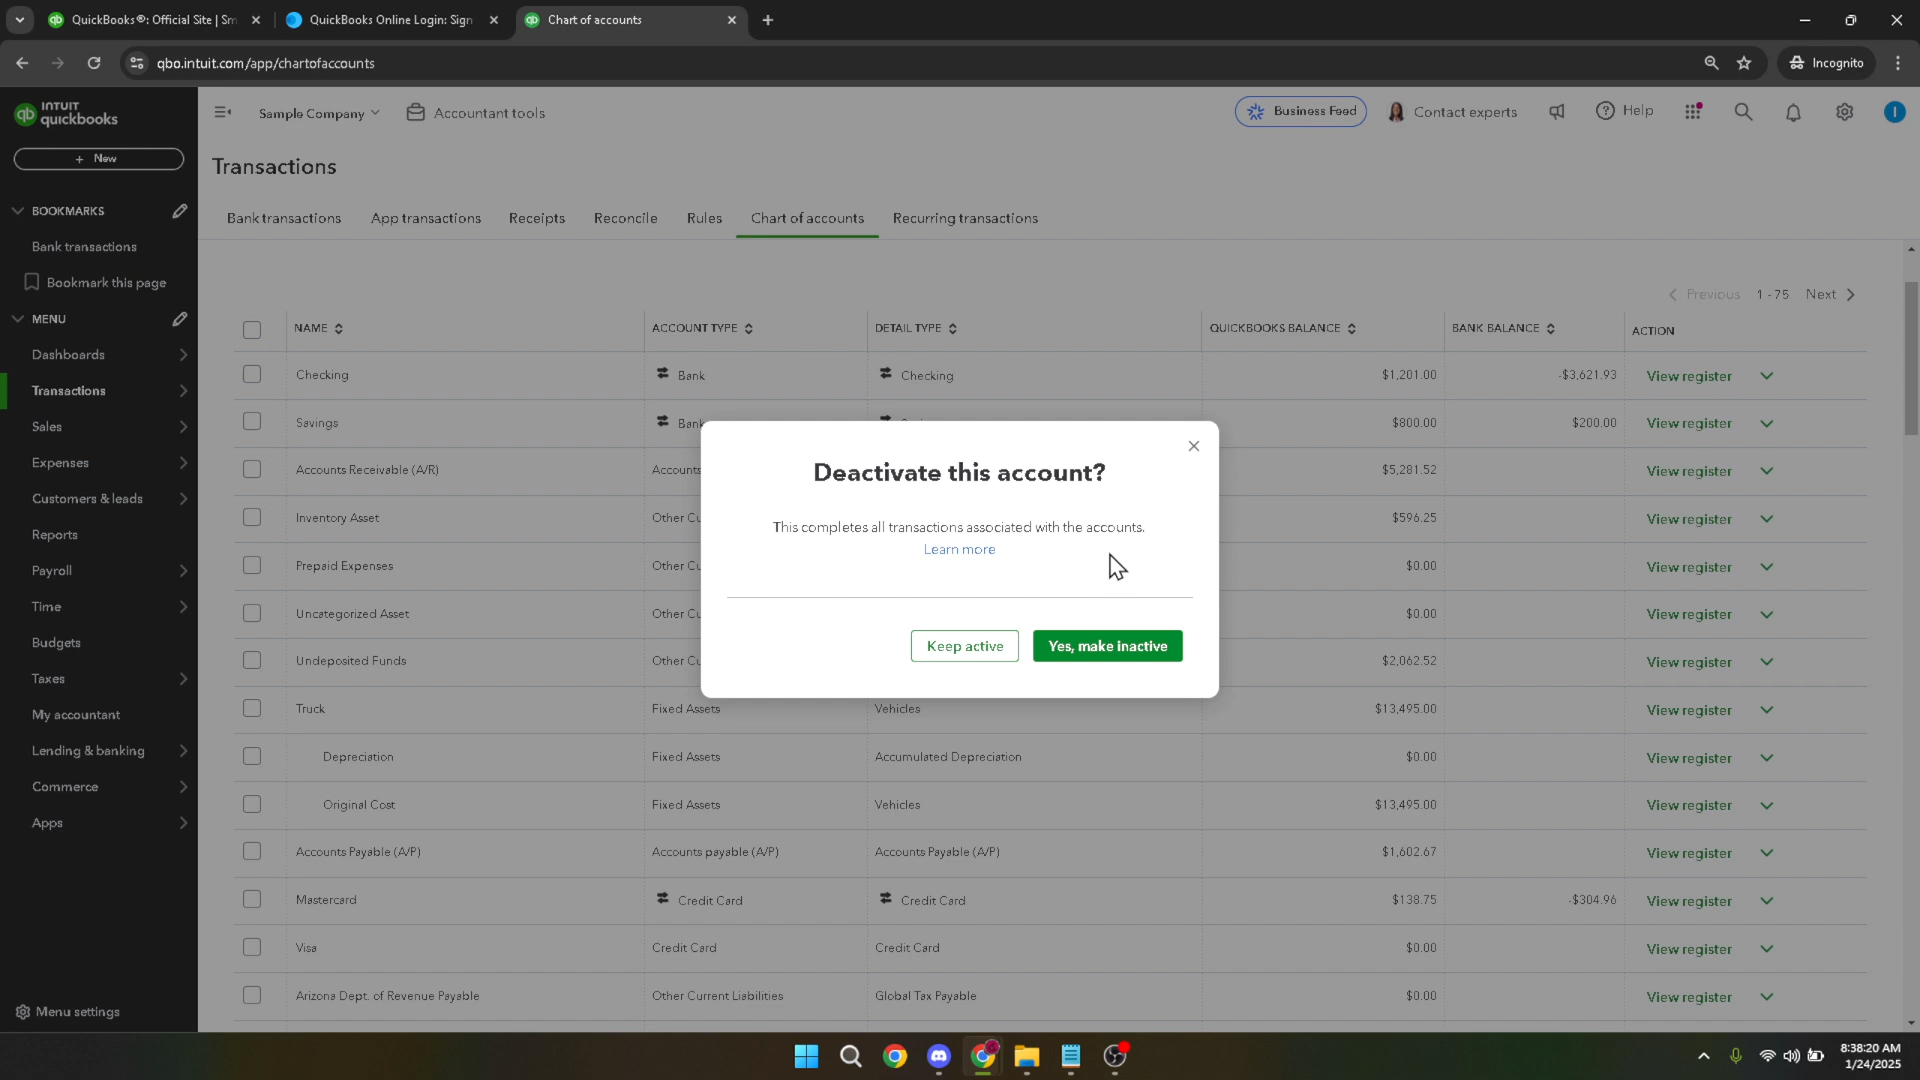 QuickBooks®: Official Site | Sm
QuickBooks Online Login: Sign
Chart of accounts
qbo.intuit.com/app/chartofaccounts
Incognito
INTUIT
quickbooks
qb
Sample Company
Accountant tools
Business Feed
Contact experts
Help
I
+ New
Transactions
BOOKMARKS
Bank transactions
Bookmark this page
MENU
Dashboards
Transactions
Sales
Expenses
Customers & leads
Reports
Payroll
Time
Budgets
Taxes
My accountant
Lending & banking
Commerce
Apps
Menu settings
Bank transactions App transactions Receipts Reconcile Rules Chart of accounts Recurring transactions
Previous 1 - 75 Next
NAME ACCOUNT TYPE DETAIL TYPE QUICKBOOKS BALANCE BANK BALANCE ACTION
Checking Bank Checking $1,201.00 -$3,621.93 View register
Savings Bank $800.00 $200.00 View register
Accounts Receivable (A/R) Accounts $5,281.52 View register
Inventory Asset Other Cu $596.25 View register
Prepaid Expenses Other Cu $0.00 View register
Uncategorized Asset Other Cu $0.00 View register
Undeposited Funds Other Cu $2,062.52 View register
Truck Fixed Assets Vehicles $13,495.00 View register
Depreciation Fixed Assets Accumulated Depreciation $0.00 View register
Original Cost Fixed Assets Vehicles $13,495.00 View register
Accounts Payable (A/P) Accounts payable (A/P) Accounts Payable (A/P) $1,602.67 View register
Mastercard Credit Card Credit Card $138.75 -$304.96 View register
Visa Credit Card Credit Card $0.00 View register
Arizona Dept. of Revenue Payable Other Current Liabilities Global Tax Payable $0.00 View register
Deactivate this account?
This completes all transactions associated with the accounts.
Learn more
Keep active
Yes, make inactive
8:38:20 AM
1/24/2025